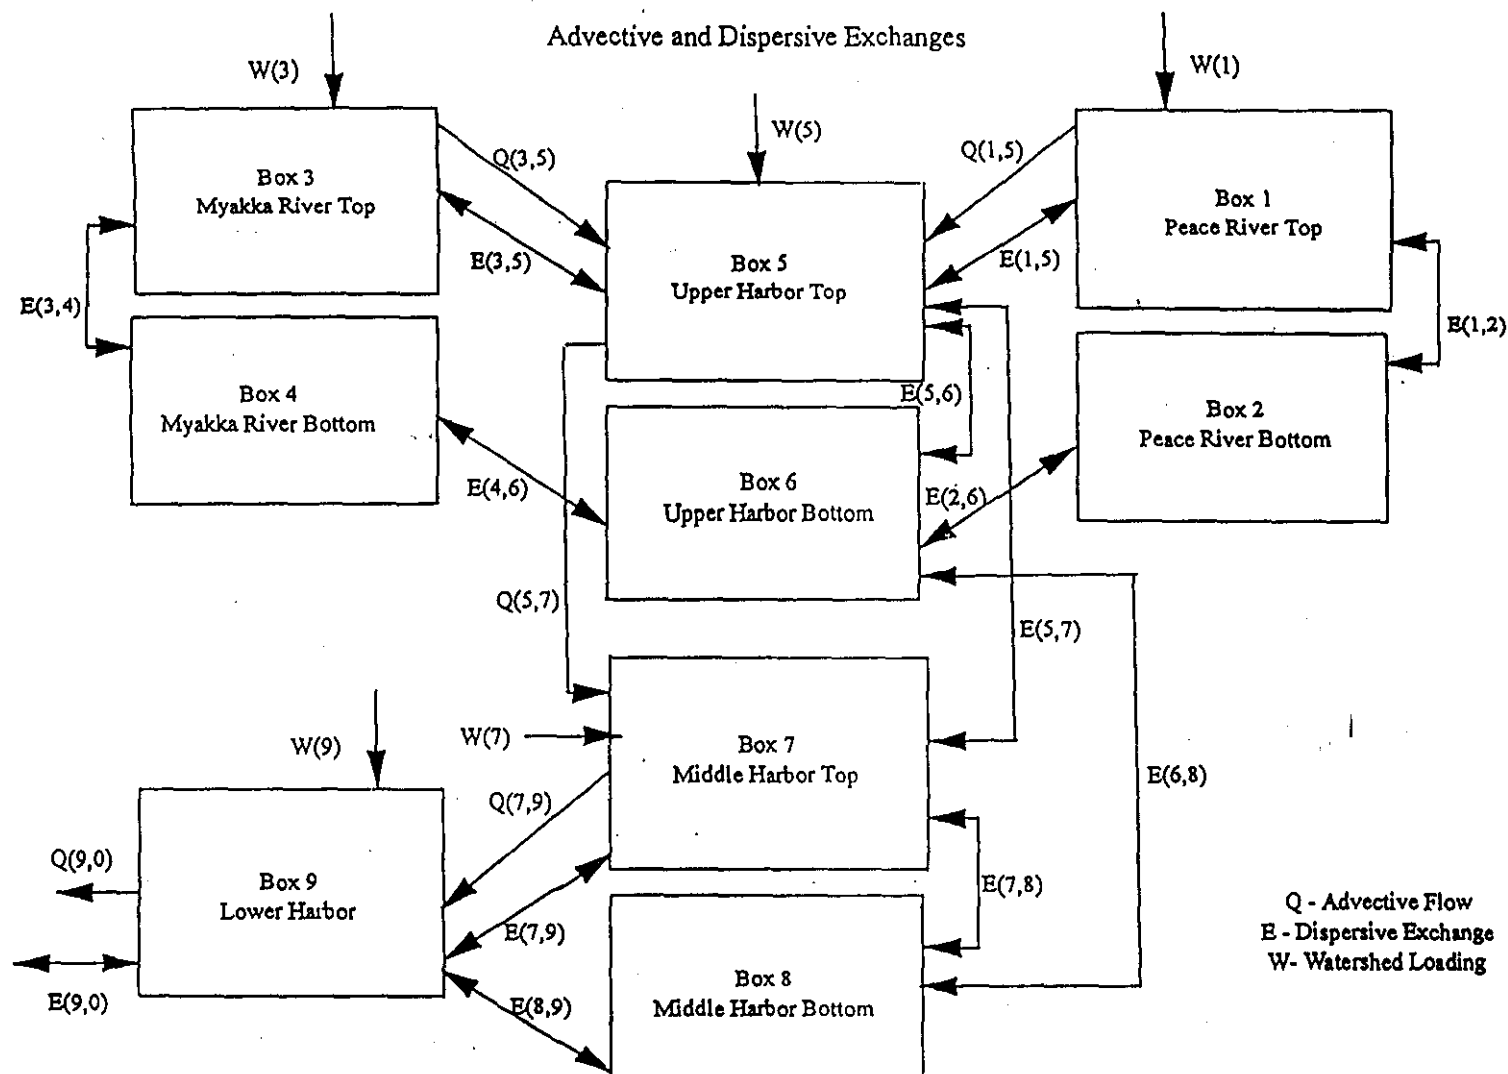 Advective and Dispersive Exchanges
W(3)
W(1)
W(5)
Q(3,5)
Q(1,5)
Box 3
Myakka River Top
Box 1
Peace River Top
E(3,5)
E(1,5)
Box 5
Upper Harbor Top
E(3,4)
E(1,2)
Box 4
Myakka River Bottom
E(5,6)
Box 2
Peace River Bottom
E(4,6)
Box 6
Upper Harbor Bottom
E(2,6)
Q(5,7)
E(5,7)
W(9)
W(7)
Box 7
Middle Harbor Top
E(6,8)
Q(7,9)
Q(9,0)
Box 9
Lower Harbor
E(7,9)
E(7,8)
Q - Advective Flow
E - Dispersive Exchange
W- Watershed Loading
E(9,0)
E(8,9)
Box 8
Middle Harbor Bottom